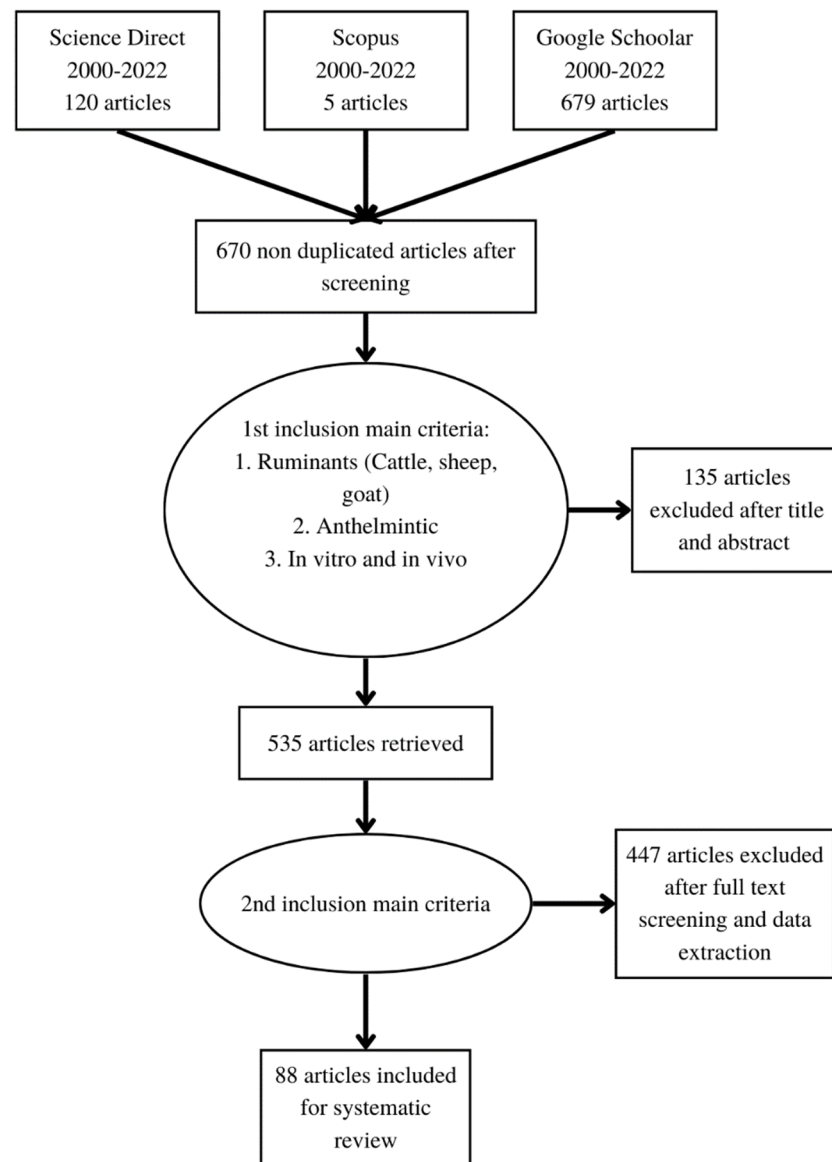 Science Direct
2000-2022
120 articles
Scopus
2000-2022
5 articles
Google Schoolar
2000-2022
679 articles
670 non duplicated articles after
screening
1st inclusion main criteria:
1. Ruminants (Cattle, sheep,
goat)
2. Anthelmintic
3. In vitro and in vivo
135 articles
excluded after title
and abstract
535 articles retrieved
2nd inclusion main criteria
447 articles excluded
after full text
screening and data
extraction
88 articles included
for systematic
review